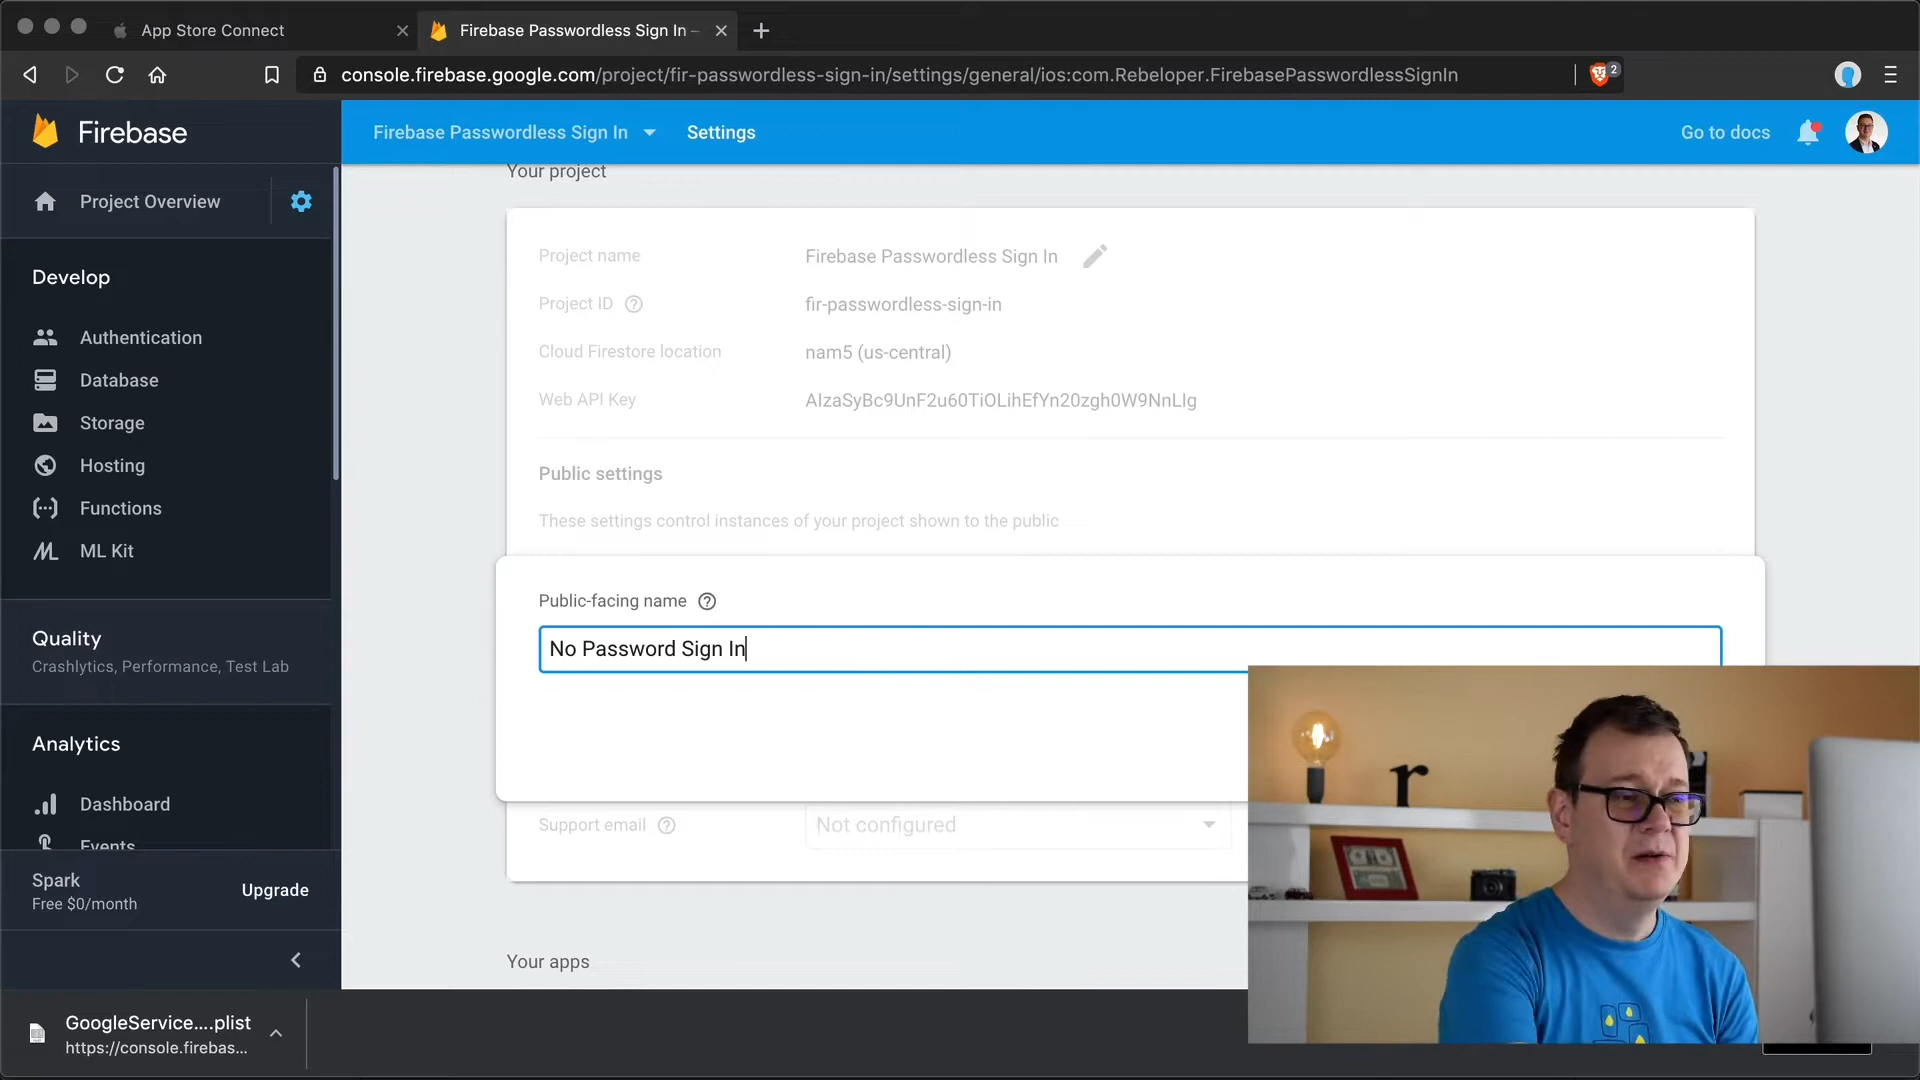 App Store Connect
Firebase Passwordless Sign In –
console.firebase.google.com/project/fir-passwordless-sign-in/settings/general/ios:com.Rebeloper.FirebasePasswordlessSignIn
2
Firebase
Firebase Passwordless Sign In
Settings
Go to docs
Project Overview
Develop
Authentication
Database
Storage
Hosting
Functions
ML Kit
Quality
Crashlytics, Performance, Test Lab
Analytics
Dashboard
Events
Spark
Free $0/month
Upgrade
Your project
Project name
Firebase Passwordless Sign In
Project ID
fir-passwordless-sign-in
Cloud Firestore location
nam5 (us-central)
Web API Key
AIzaSyBc9UnF2u60TiOLihEfYn20zgh0W9NnLIg
Public settings
These settings control instances of your project shown to the public
Public-facing name
No Password Sign In
Support email
Not configured
Your apps
r
GoogleService....plist
https://console.firebas...